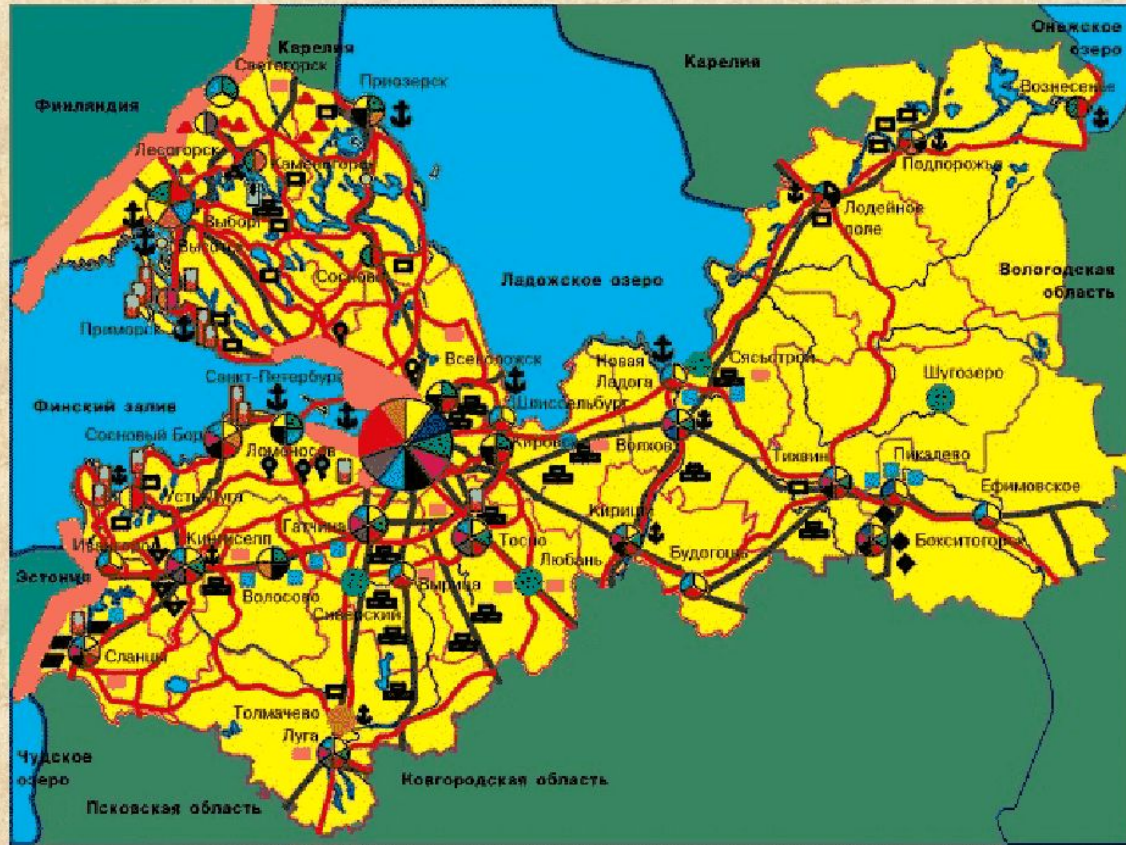 Онежское
озеро
Карелия
Светогорск
Карелия
Приозерск
Вознесенье
Финляндия
Лесогорск
Каменогорск
Подпорожье
Лодейное
поле
Выборг
Высоцк
Сосново
Ладожское озеро
Вологодская
область
Приморск
Всеволожск
Новая
Ладога
Сясьстрой
Шугозеро
Санкт-Петербург
Финский залив
Шлиссельбург
Сосновый Бор
Ломоносов
Кировск
Волхов
Тихвин
Пикалево
Усть-Луга
Ефимовское
Гатчина
Кириши
Ивангород
Кингисепп
Тосно
Бокситогорск
Эстония
Любань
Будогощь
Волосово
Вырица
Сиверский
Сланцы
Толмачево
Луга
Чудское
озеро
Новгородская область
Псковская область